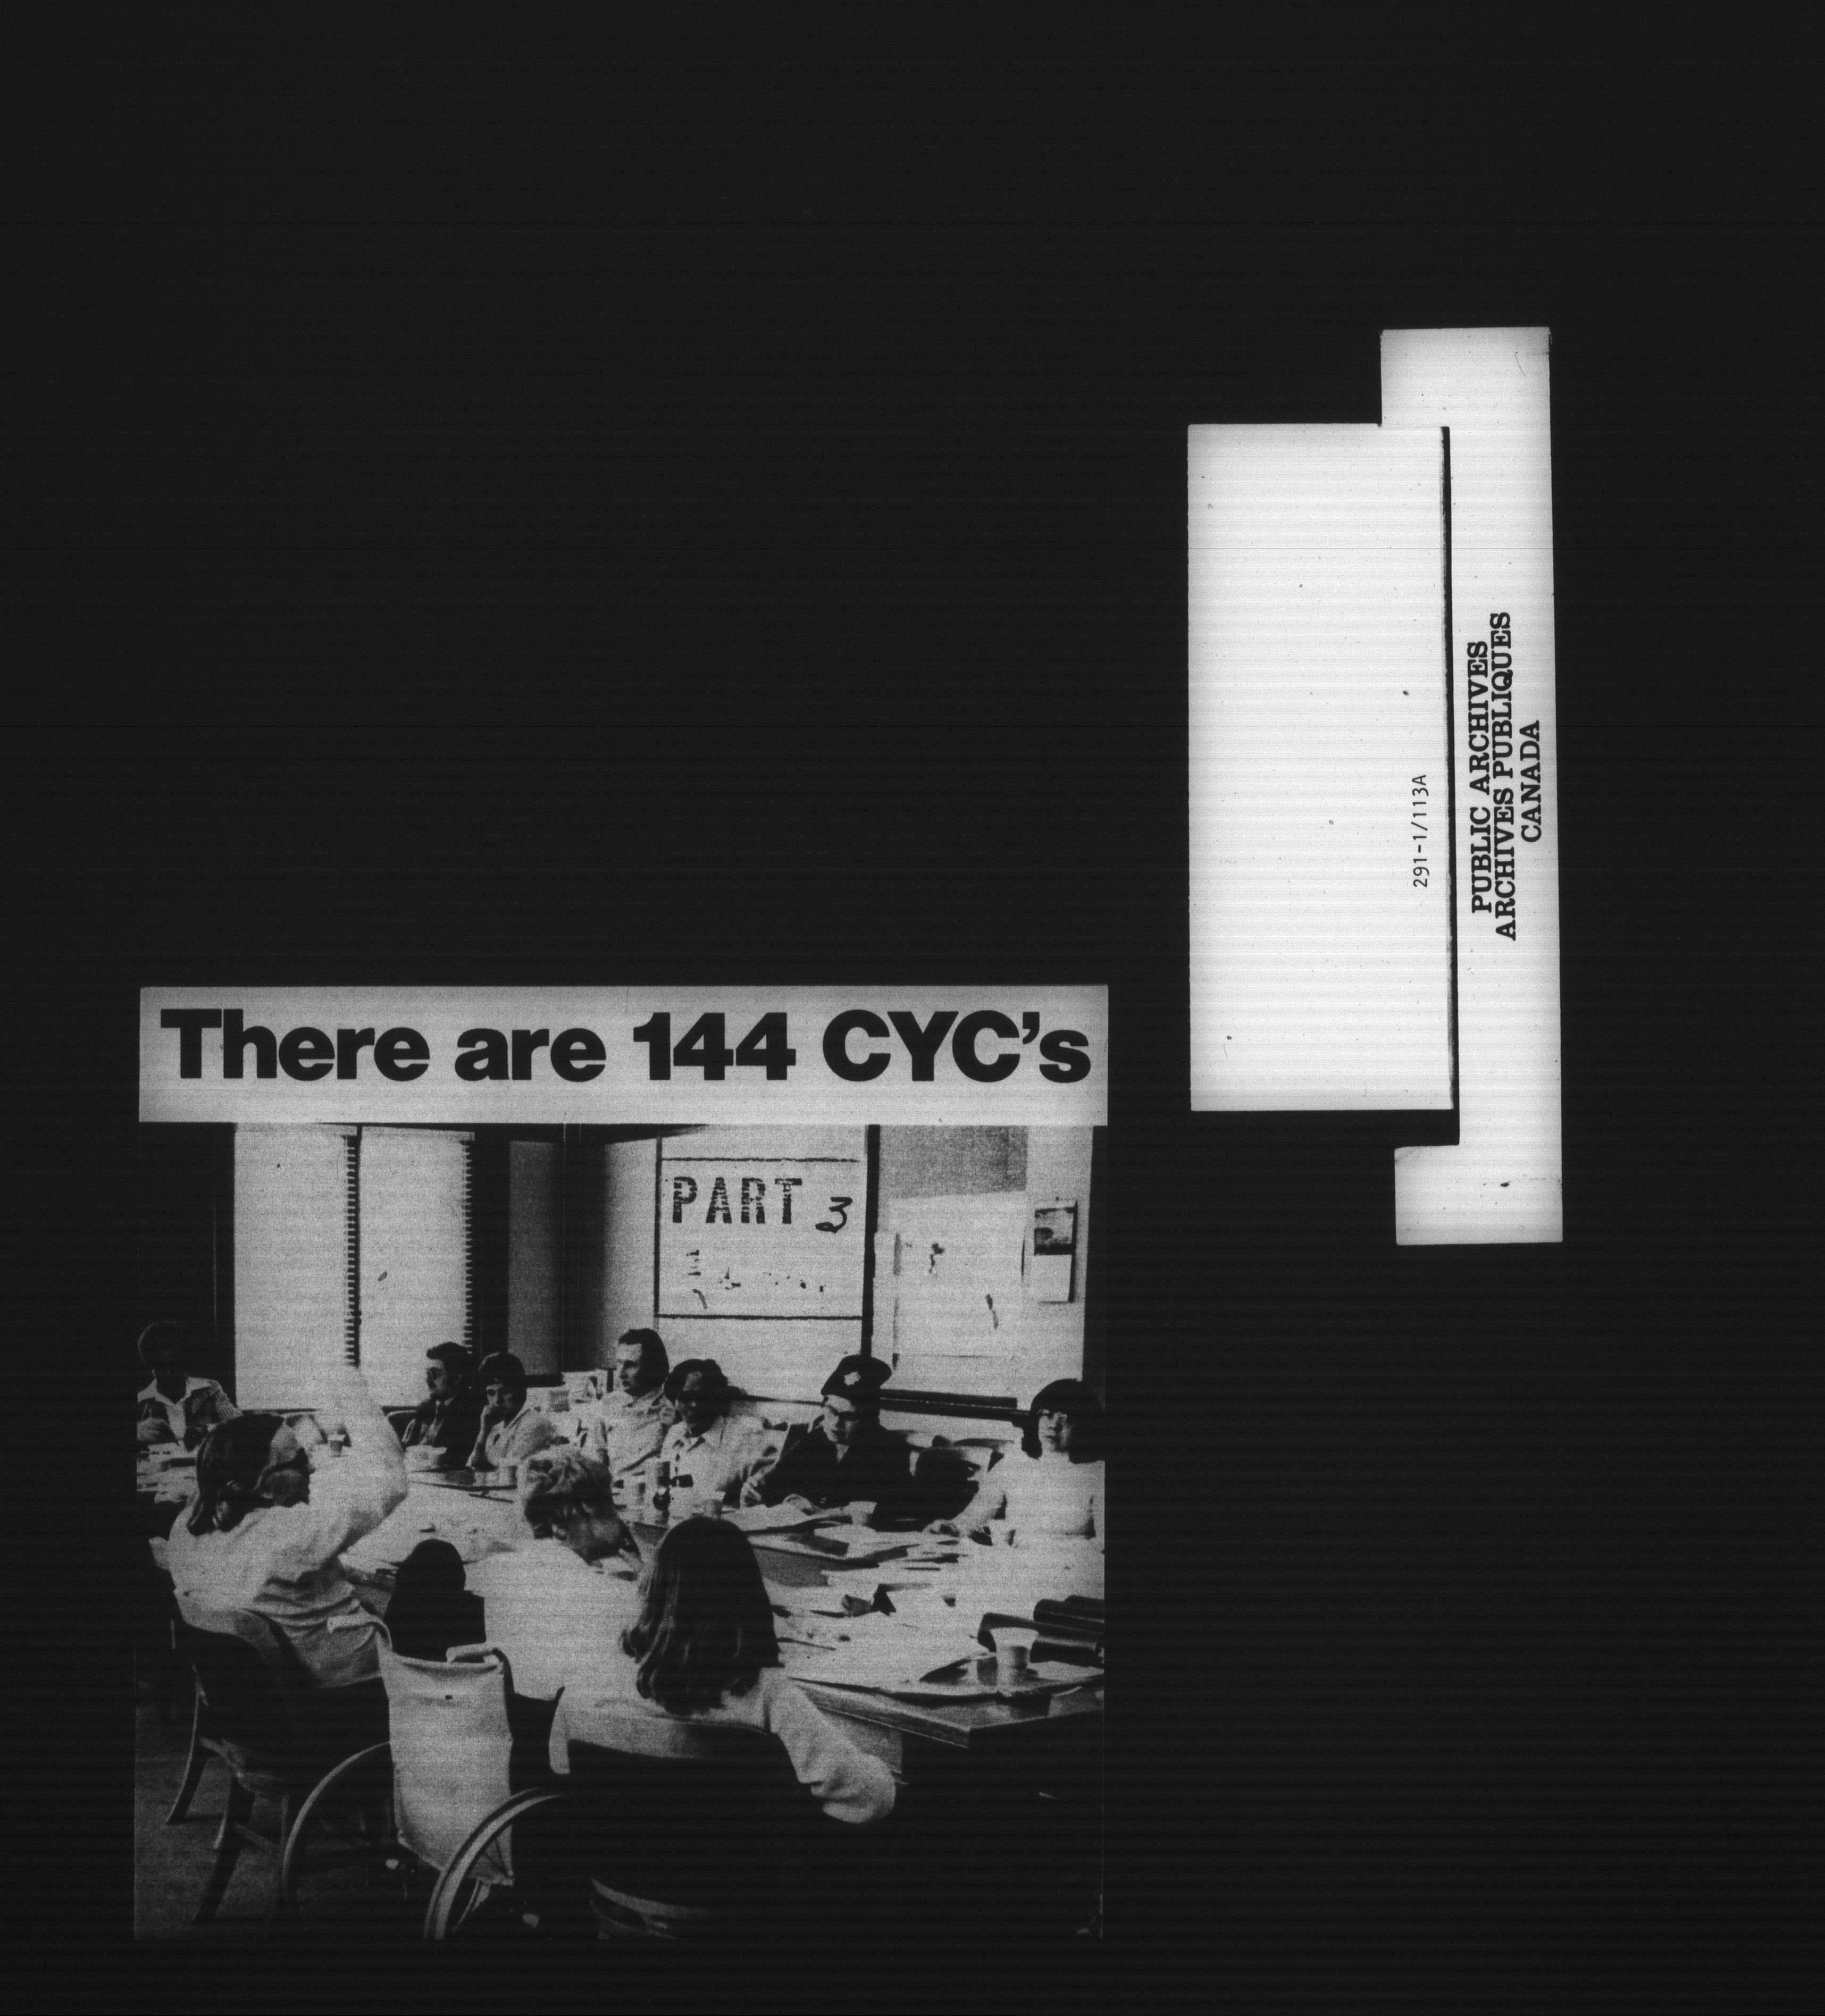 There are 144 CYC's
PART 3
291-1/113A
PUBLIC ARCHIVES
ARCHIVES PUBLIQUES
CANADA